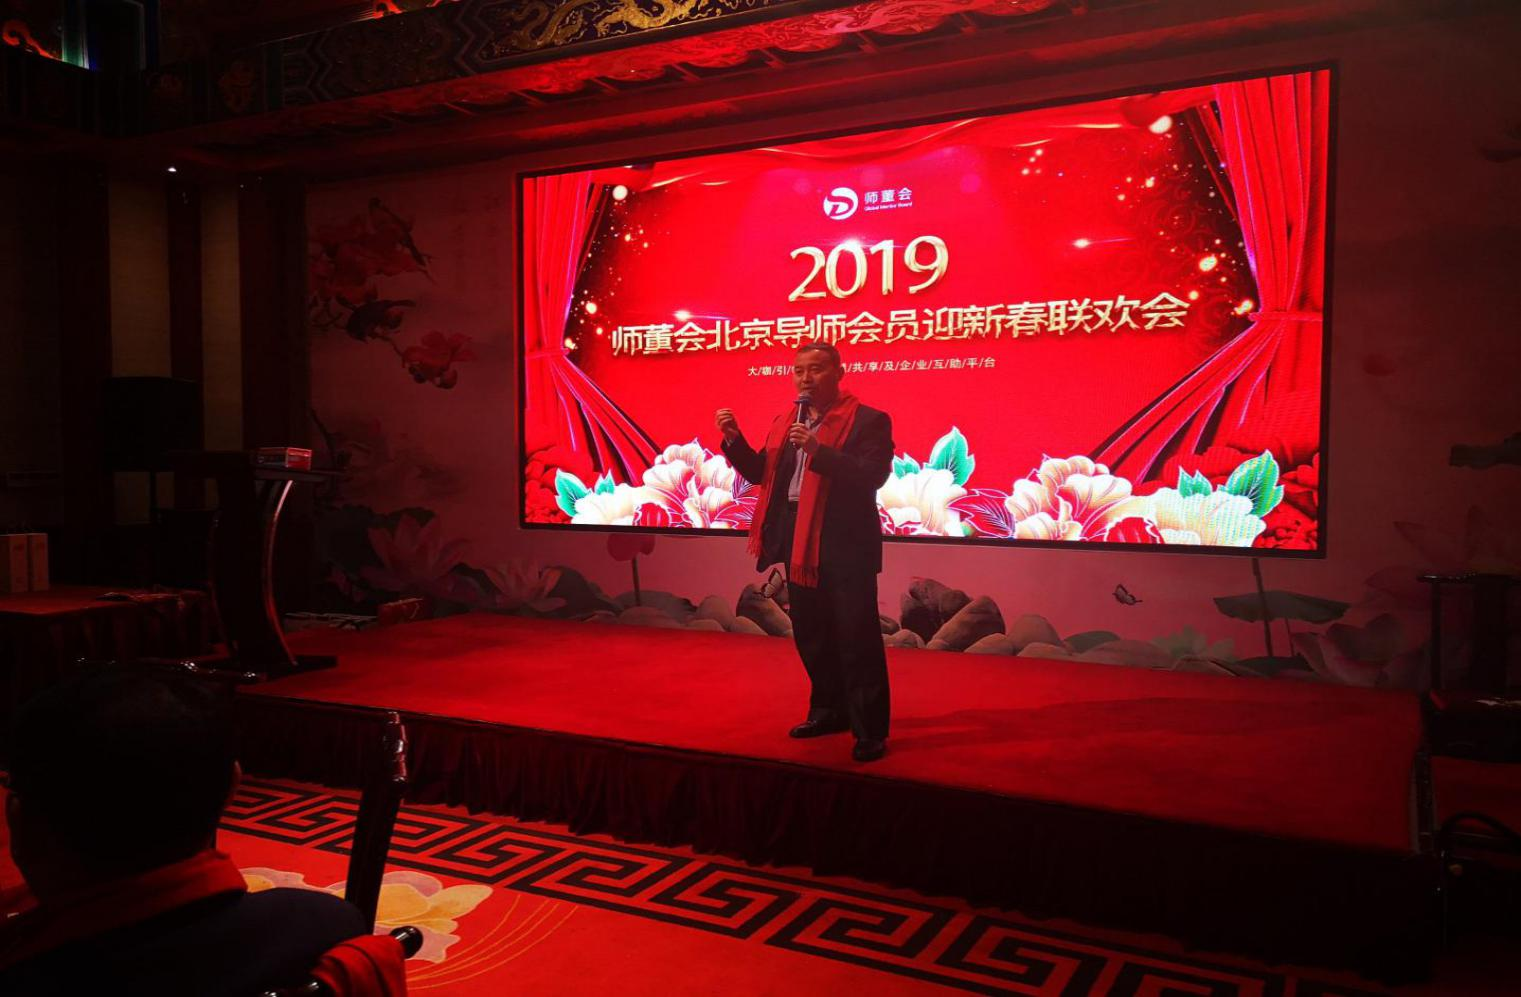 师董会
Global Mentor Board
2019
师董会北京导师会员迎新春联欢会
大/咖/引/ /共/享/及/企/业/互/助/平/台